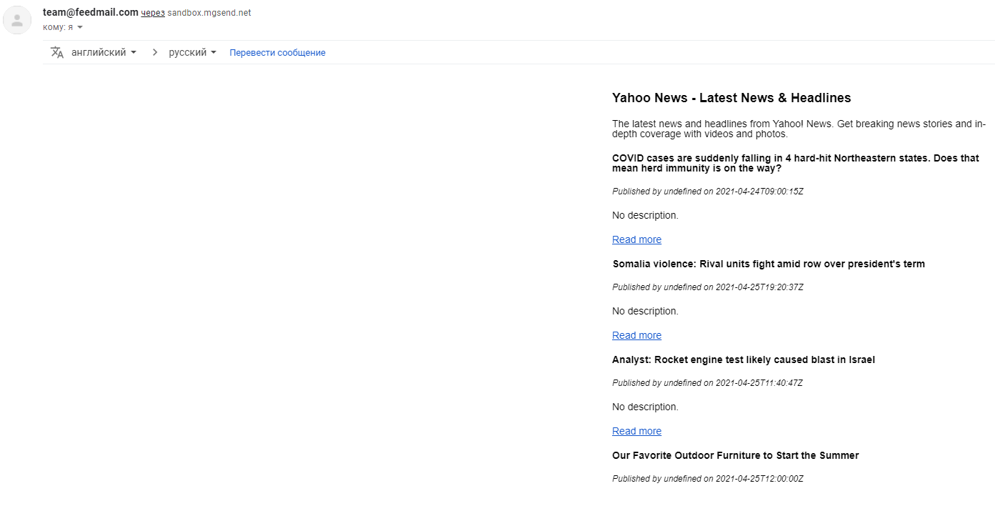 team@feedmail.com через sandbox.mgsend.net
кому: я
английский > русский Перевести сообщение
Yahoo News - Latest News & Headlines
The latest news and headlines from Yahoo! News. Get breaking news stories and in-
depth coverage with videos and photos.
COVID cases are suddenly falling in 4 hard-hit Northeastern states. Does that
mean herd immunity is on the way?
Published by undefined on 2021-04-24T09:00:15Z
No description.
Read more
Somalia violence: Rival units fight amid row over president's term
Published by undefined on 2021-04-25T19:20:37Z
No description.
Read more
Analyst: Rocket engine test likely caused blast in Israel
Published by undefined on 2021-04-25T11:40:47Z
No description.
Read more
Our Favorite Outdoor Furniture to Start the Summer
Published by undefined on 2021-04-25T12:00:00Z